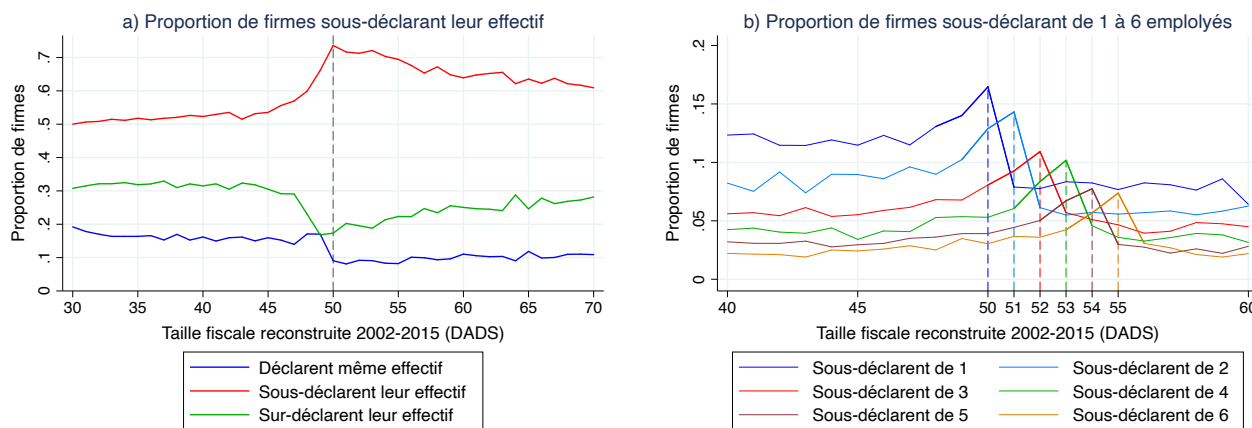 a) Proportion de firmes sous-déclarant leur effectif
Proportion de firmes
0 .1 .2 .3 .4 .5 .6 .7
30 35 40 45 50 55 60 65 70
Taille fiscale reconstruite 2002-2015 (DADS)
Déclarent même effectif
Sous-déclarent leur effectif
Sur-déclarent leur effectif
b) Proportion de firmes sous-déclarant de 1 à 6 emplolyés
Proportion de firmes
0 .05 .1 .15 .2
40 45 50 51 52 53 54 55 60
Taille fiscale reconstruite 2002-2015 (DADS)
Sous-déclarent de 1 Sous-déclarent de 2
Sous-déclarent de 3 Sous-déclarent de 4
Sous-déclarent de 5 Sous-déclarent de 6